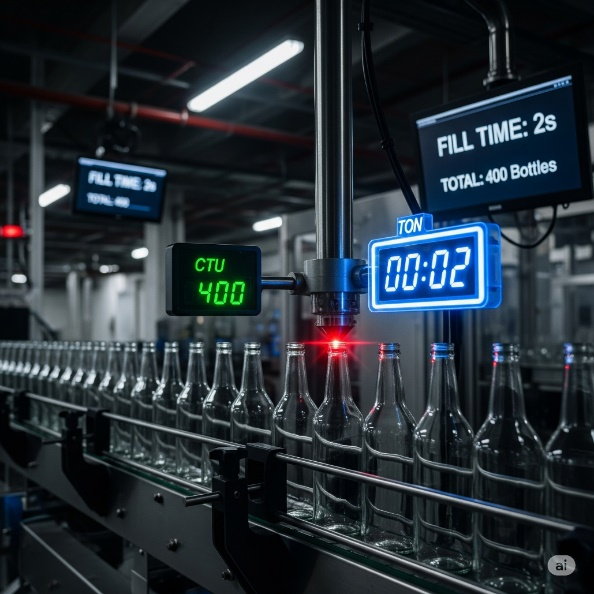 FILL TIME: 2s
TOTAL: 400 Bottles
FILL TIME: 2s
TOTAL: 400
TON
00:02
CTU
400
ai